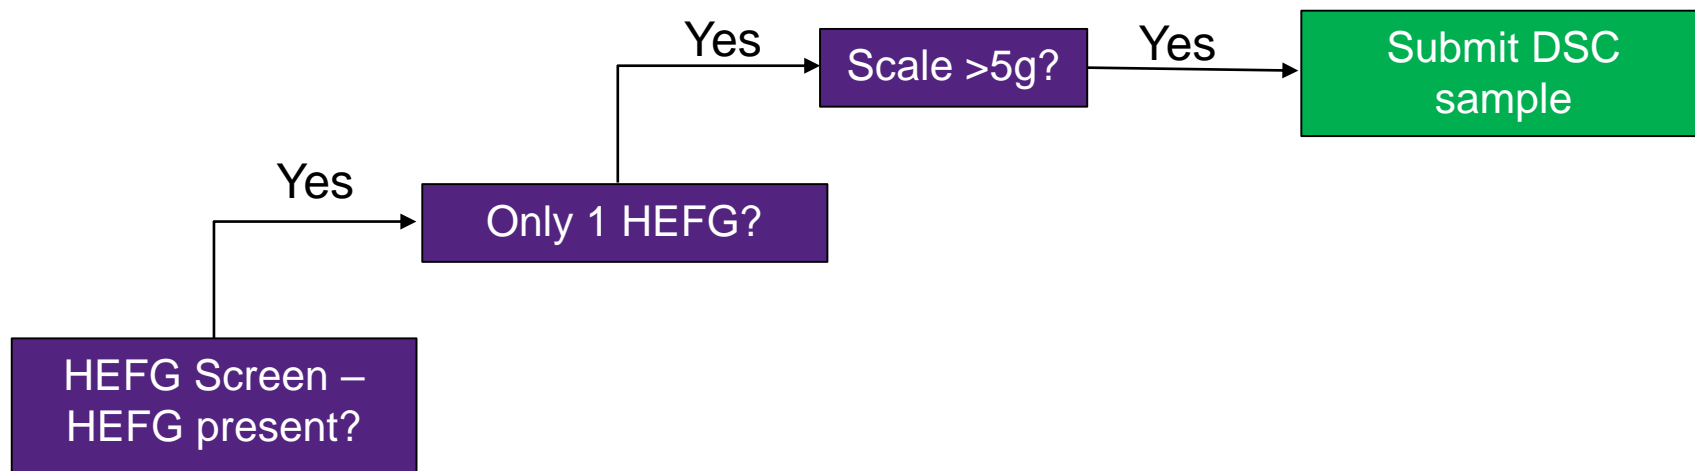 HEFG Screen –
HEFG present?
Yes
Only 1 HEFG?
Yes
Scale >5g?
Yes
Submit DSC
sample